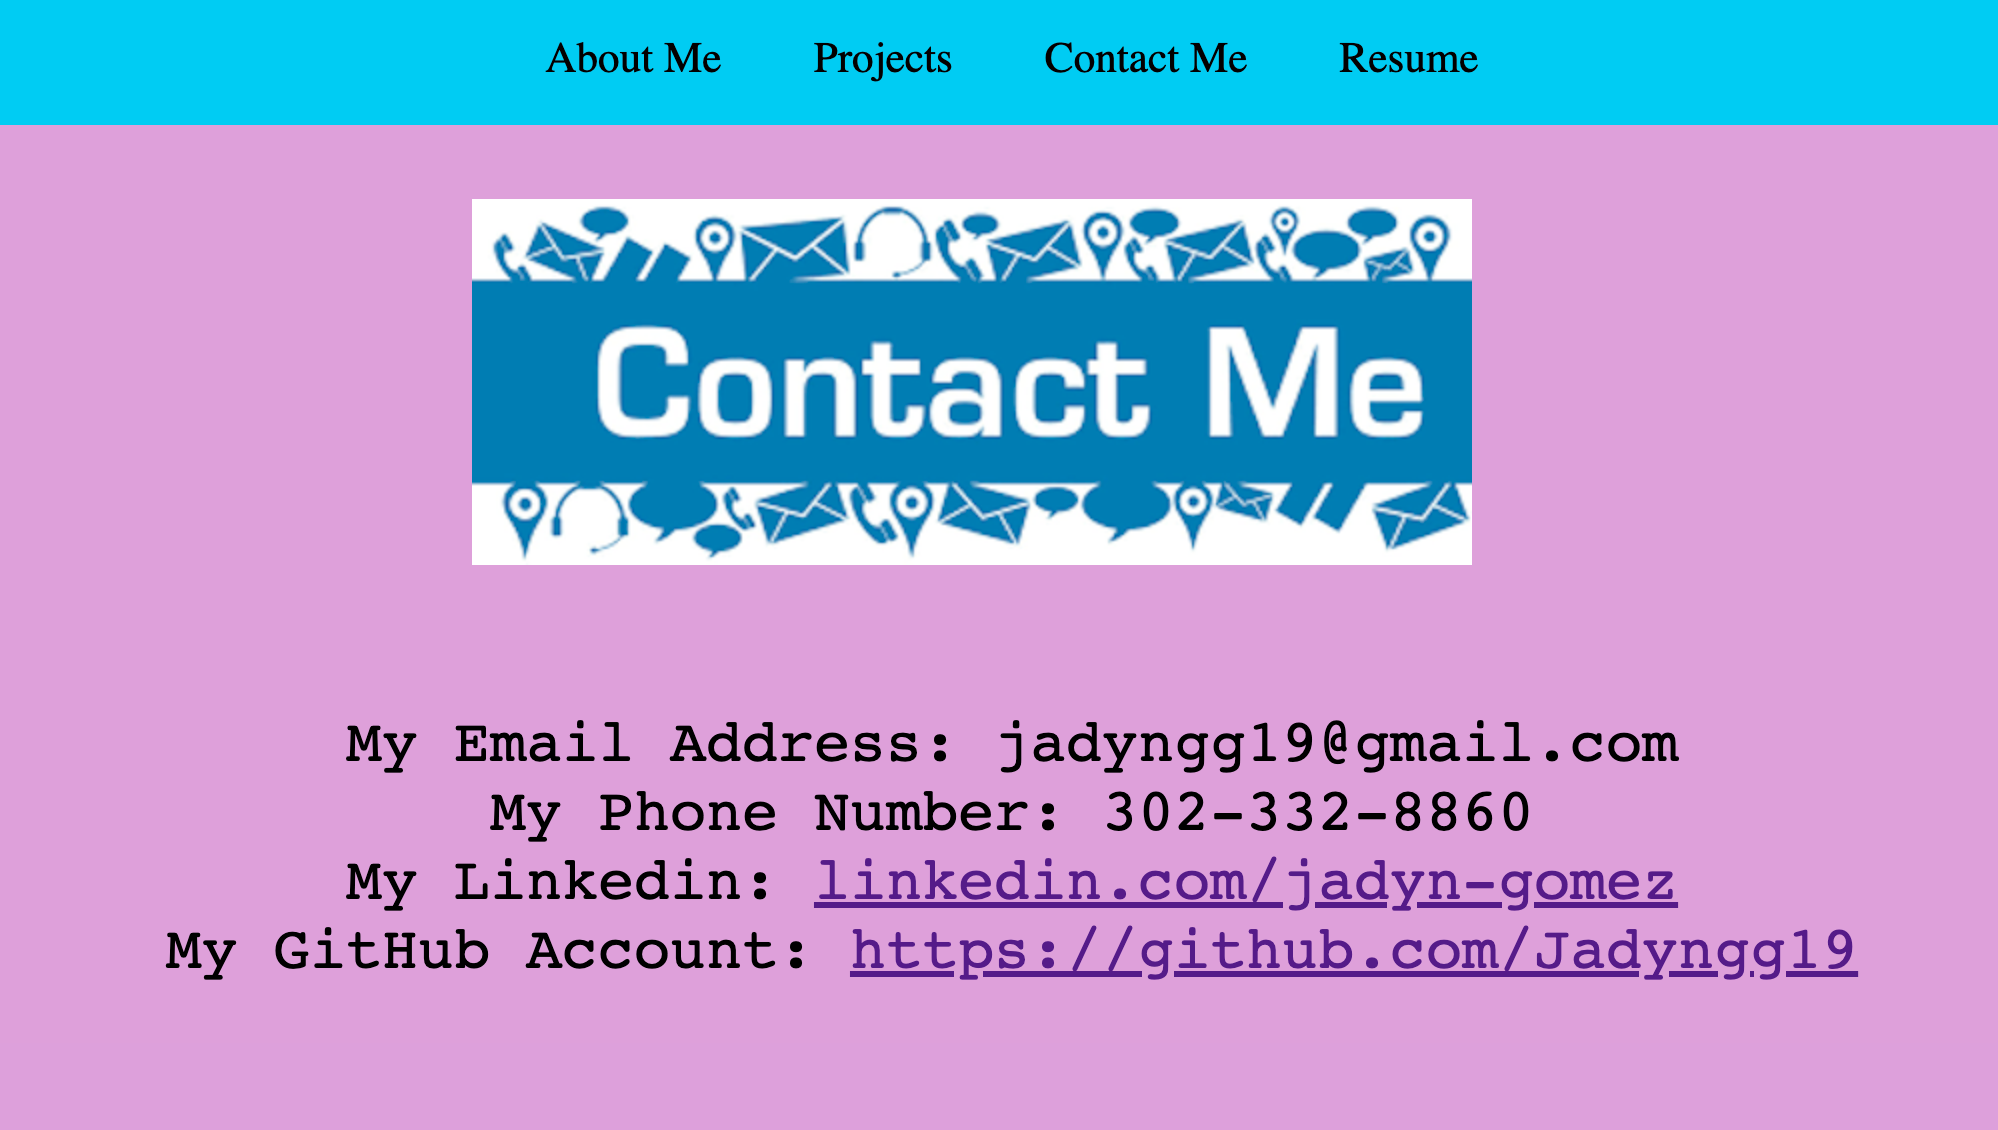 About Me Projects Contact Me Resume
Contact Me
My Email Address: jadyngg19@gmail.com
My Phone Number: 302-332-8860
My Linkedin: linkedin.com/jadyn-gomez
My GitHub Account: https://github.com/Jadyngg19